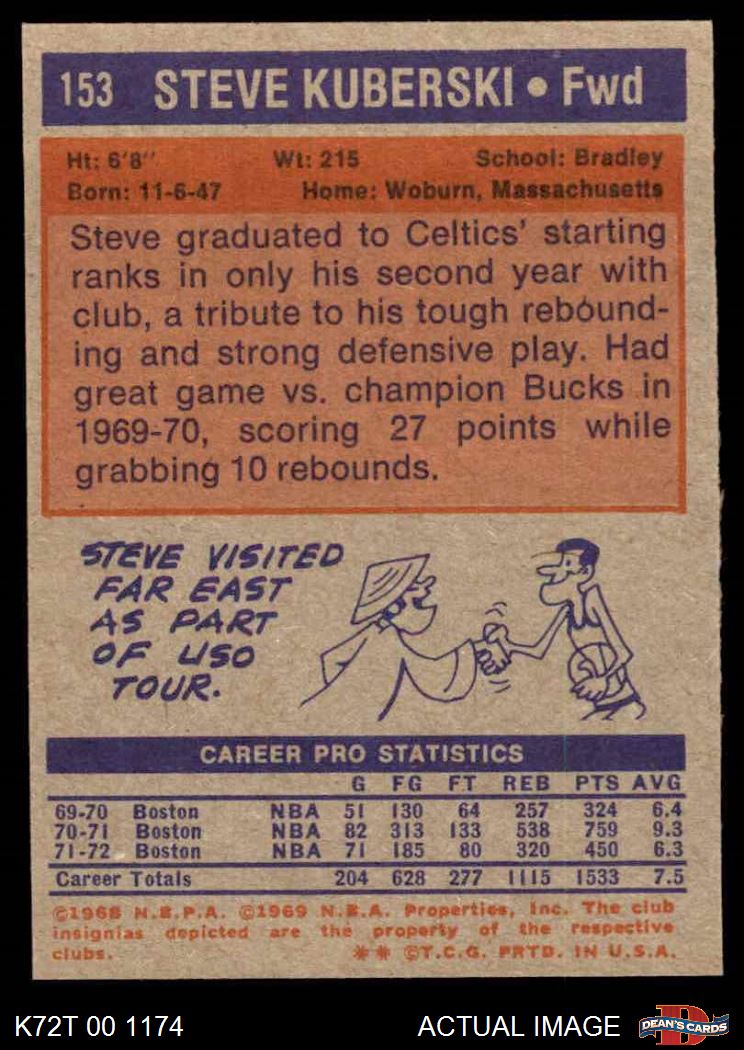 153 STEVE KUBERSKI • Fwd
Ht: 6'8" Wt: 215 School: Bradley
Born: 11-6-47 Home: Woburn, Massachusetts
Steve graduated to Celtics' starting
ranks in only his second year with
club, a tribute to his tough rebound-
ing and strong defensive play. Had
great game vs. champion Bucks in
1969-70, scoring 27 points while
grabbing 10 rebounds.
STEVE VISITED
FAR EAST
AS PART
OF USO
TOUR.
CAREER PRO STATISTICS
G FG FT REB PTS AVG
69-70 Boston NBA 51 130 64 257 324 6.4
70-71 Boston NBA 82 313 133 538 759 9.3
71-72 Boston NBA 71 185 80 320 450 6.3
Career Totals 204 628 277 1115 1533 7.5
©1968 N.B.P.A. ©1969 N.B.A. Properties, Inc. The club
insignias depicted are the property of the respective
clubs. ** ©T.C.G. PRTD. IN U.S.A.
K72T 00 1174 ACTUAL IMAGE D DEAN'S CARDS